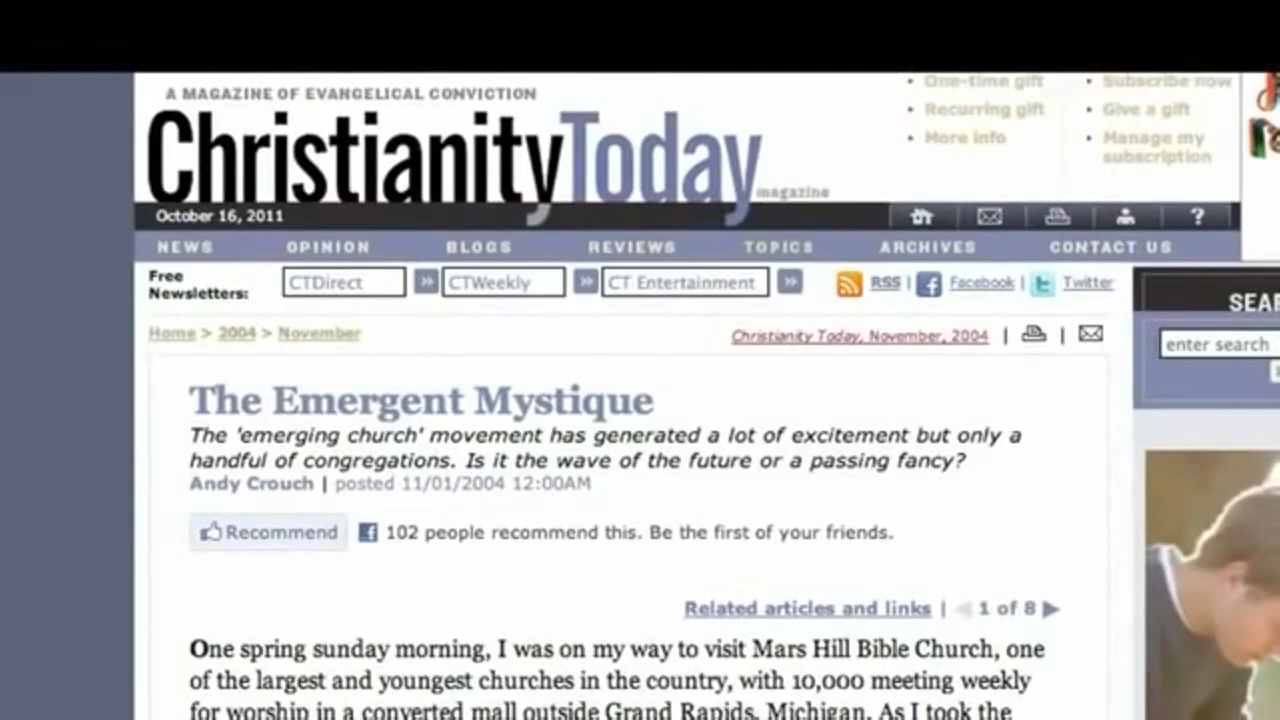 One-time gift
Recurring gift
More info
Subscribe now
Give a gift
Manage my
subscription
A MAGAZINE OF EVANGELICAL CONVICTION
ChristianityToday
magazine
October 16, 2011
?
NEWS OPINION BLOGS REVIEWS TOPICS ARCHIVES CONTACT US
Free
Newsletters:
CTDirect >> CTWeekly >> CT Entertainment >>
RSS | Facebook | Twitter
SEAR
enter search
Home > 2004 > November
Christianity Today, November, 2004 | |
The Emergent Mystique
The 'emerging church' movement has generated a lot of excitement but only a
handful of congregations. Is it the wave of the future or a passing fancy?
Andy Crouch | posted 11/01/2004 12:00AM
Recommend
102 people recommend this. Be the first of your friends.
Related articles and links | 1 of 8
One spring sunday morning, I was on my way to visit Mars Hill Bible Church, one
of the largest and youngest churches in the country, with 10,000 meeting weekly
for worship in a converted mall outside Grand Rapids, Michigan. As I took the